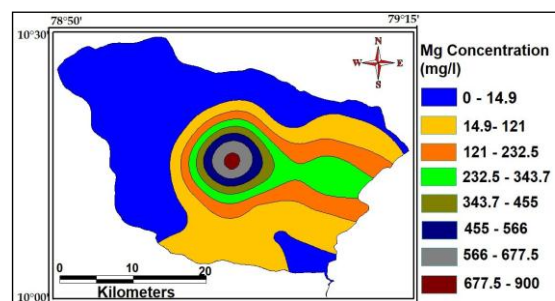 78°50' 79°15'
10°30'
N
W E
S
Mg Concentration
(mg/l)
0 - 14.9
14.9- 121
121 - 232.5
232.5 - 343.7
343.7 - 455
455 - 566
566 - 677.5
677.5 - 900
0 10 20
Kilometers
10°00'